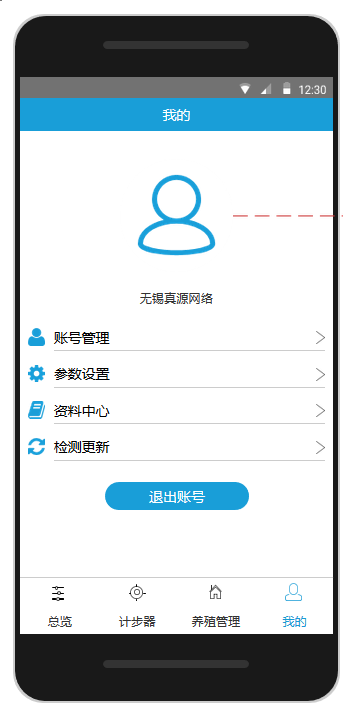 12:30
我的
无锡真源网络
账号管理
参数设置
资料中心
检测更新
退出账号
总览 计步器 养殖管理 我的